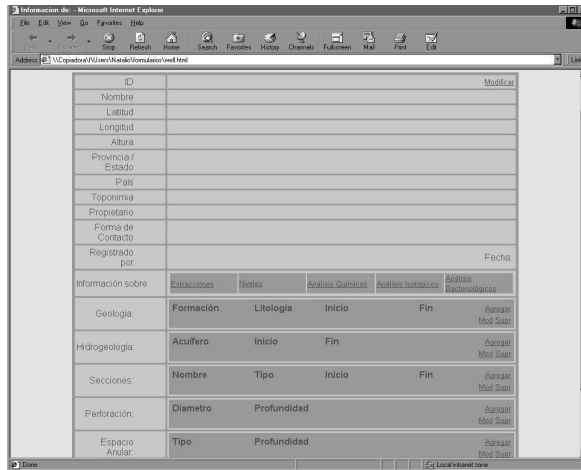 Informacion de: - Microsoft Internet Explorer
File Edit View Go Favorites Help
Back Forward Stop Refresh Home Search Favorites History Channels Fullscreen Mail Print Edit
Address \\Copiadora\f\Users\Natalio\formularios\well.html Link
ID Modificar
Nombre
Latitud
Longitud
Altura
Provincia /
Estado
Pais
Toponimia
Propietario
Forma de
Contacto
Registrado
por Fecha:
Información sobre Extracciones Niveles Análisis Químicos Análisis Isotópicos Análisis
Bacteriológicos
Geología: Formación Litología Inicio Fin Agregar
Mod Supr
Hidrogeología: Acuífero Inicio Fin Agregar
Mod Supr
Secciones: Nombre Tipo Inicio Fin Agregar
Mod Supr
Perforación: Diametro Profundidad Agregar
Mod Supr
Espacio
Anular: Tipo Profundidad Agregar
Mod Supr
Done Local intranet zone